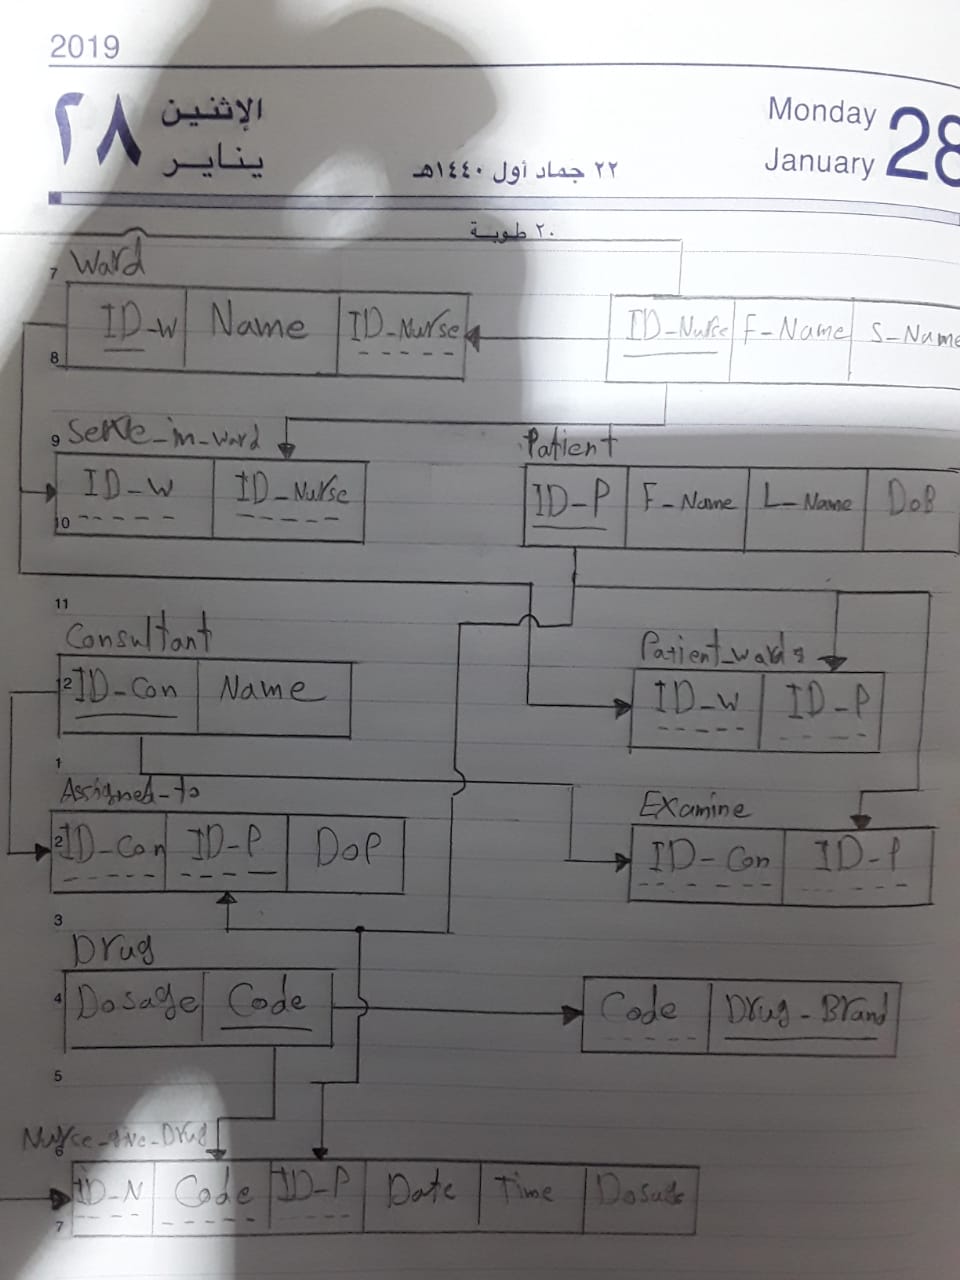 2019
٢٨ الإثنين يناير
٢٢ جماد أول ١٤٤٠هـ
Monday January 28
٢٠ طوبة
7 Ward
ID-W Name ID-Nurse
ID-Nurse F-Name S-Name
8
9 Serve-in-ward
Patient
ID-W ID-Nurse
ID-P F-Name L-Name DoB
10
11
Consultant
Patient-wards
12 ID-Con Name
ID-W ID-P
1
Assigned-to
Examine
2 ID-Con ID-P DoP
ID-Con ID-P
3
Drug
4 Dosage Code
Code Drug-Brand
5
Nurse-give-Drug
6
ID-N Code ID-P Date Time Dosage
7